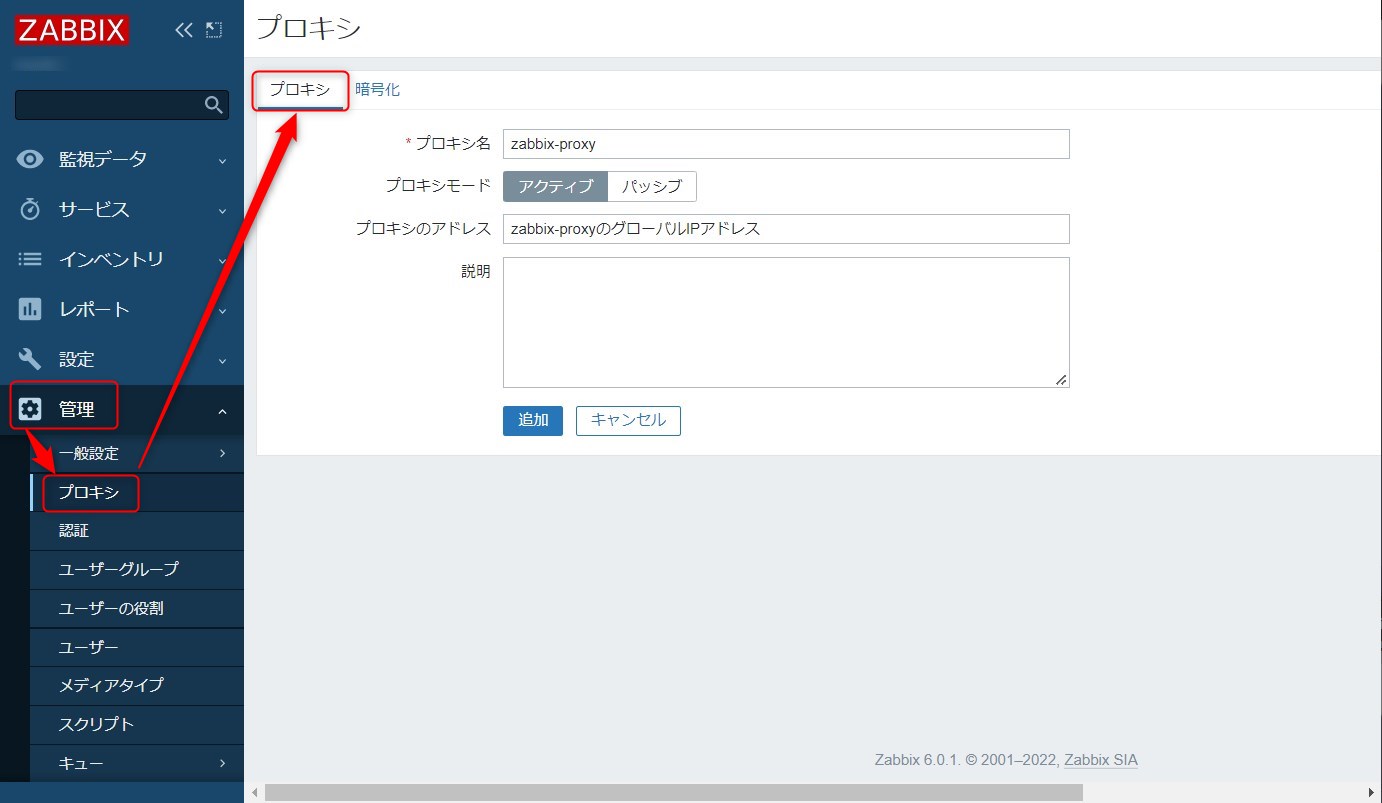 ZABBIX
監視データ
サービス
インベントリ
レポート
設定
管理
一般設定
プロキシ
認証
ユーザーグループ
ユーザーの役割
ユーザー
メディアタイプ
スクリプト
キュー
プロキシ
プロキシ 暗号化
* プロキシ名 zabbix-proxy
プロキシモード アクティブ パッシブ
プロキシのアドレス zabbix-proxyのグローバルIPアドレス
説明
追加 キャンセル
Zabbix 6.0.1. © 2001–2022, Zabbix SIA